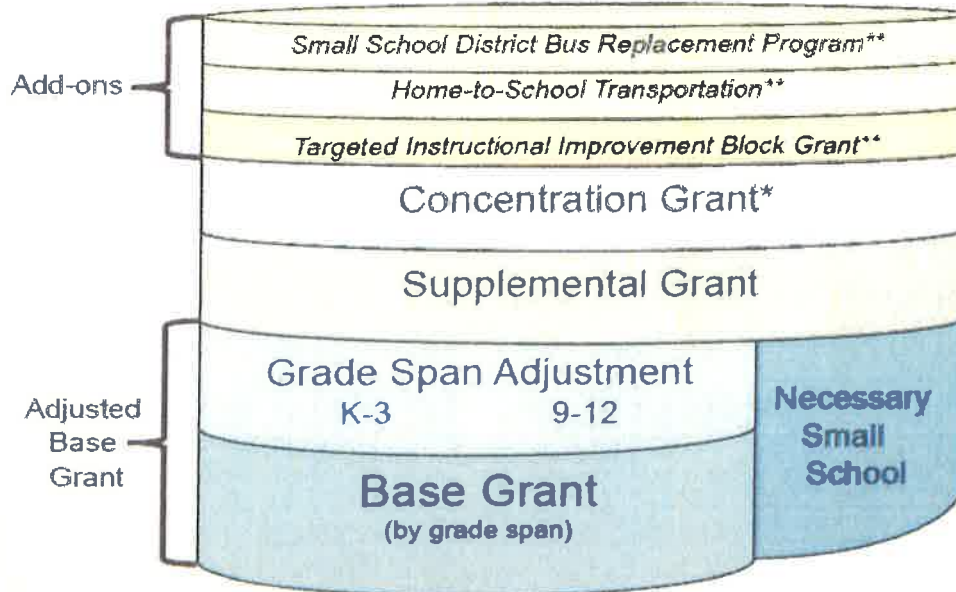 Small School District Bus Replacement Program**
Add-ons
Home-to-School Transportation**
Targeted Instructional Improvement Block Grant**
Concentration Grant*
Supplemental Grant
Adjusted
Base
Grant
Grade Span Adjustment
K-3 9-12
Base Grant
(by grade span)
Necessary
Small
School